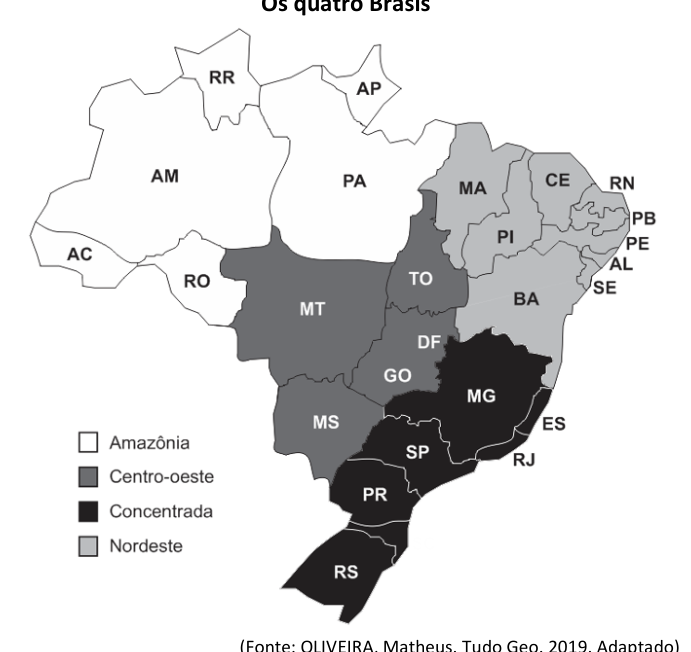 Os quatro Brasis
RR
AP
AM
PA
MA
CE
RN
PB
PI
PE
AC
AL
RO
TO
SE
MT
BA
DF
GO
MG
MS
ES
SP
RJ
PR
RS
Amazônia
Centro-oeste
Concentrada
Nordeste
(Fonte: OLIVEIRA, Matheus. Tudo Geo, 2019. Adaptado)